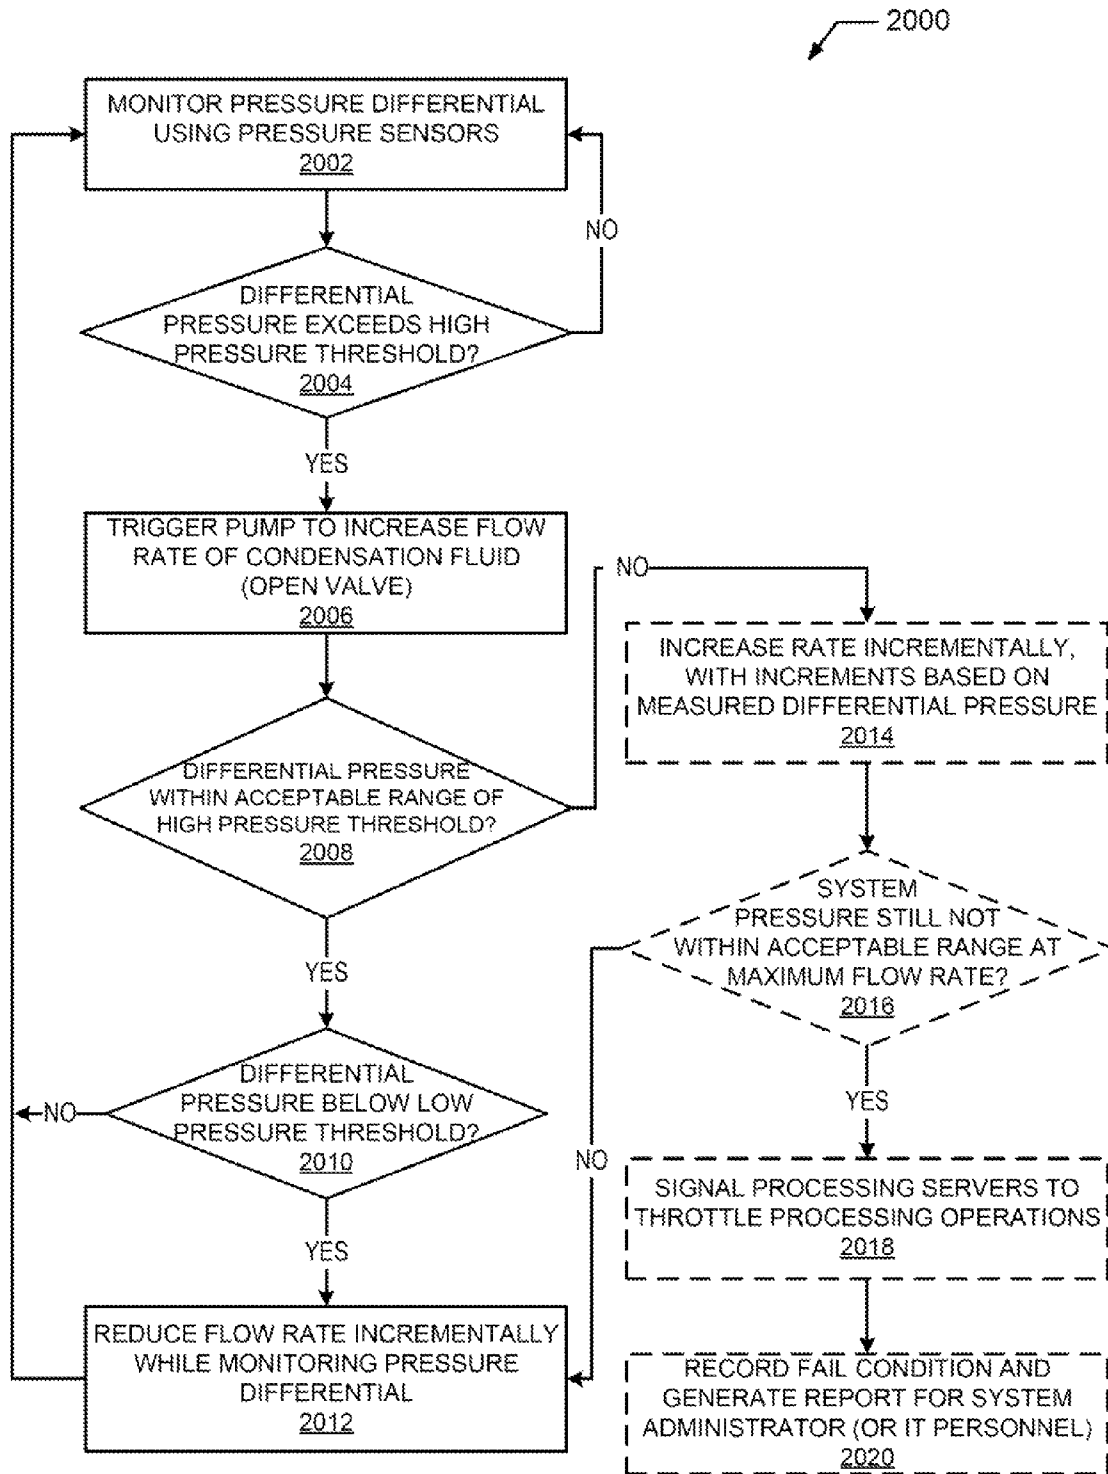 2000
MONITOR PRESSURE DIFFERENTIAL
USING PRESSURE SENSORS
2002
NO
DIFFERENTIAL
PRESSURE EXCEEDS HIGH
PRESSURE THRESHOLD?
2004
YES
TRIGGER PUMP TO INCREASE FLOW
RATE OF CONDENSATION FLUID
(OPEN VALVE)
2006
NO
DIFFERENTIAL PRESSURE
WITHIN ACCEPTABLE RANGE OF
HIGH PRESSURE THRESHOLD?
2008
YES
DIFFERENTIAL
PRESSURE BELOW LOW
PRESSURE THRESHOLD?
2010
NO
YES
REDUCE FLOW RATE INCREMENTALLY
WHILE MONITORING PRESSURE
DIFFERENTIAL
2012
INCREASE RATE INCREMENTALLY,
WITH INCREMENTS BASED ON
MEASURED DIFFERENTIAL PRESSURE
2014
SYSTEM
PRESSURE STILL NOT
WITHIN ACCEPTABLE RANGE AT
MAXIMUM FLOW RATE?
2016
NO
YES
SIGNAL PROCESSING SERVERS TO
THROTTLE PROCESSING OPERATIONS
2018
RECORD FAIL CONDITION AND
GENERATE REPORT FOR SYSTEM
ADMINISTRATOR (OR IT PERSONNEL)
2020